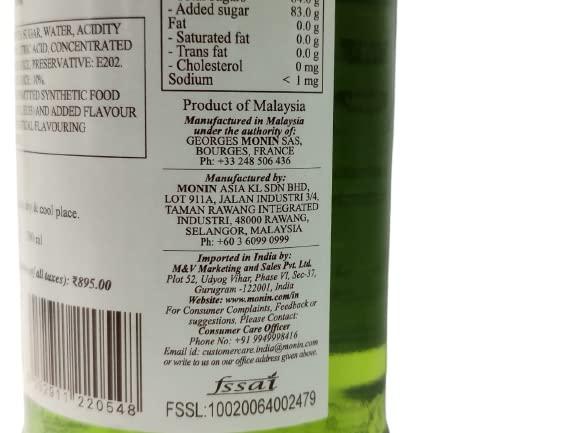 - Added sugar 83.0 g
Fat 0.0 g
- Saturated fat 0.0 g
- Trans fat 0.0 g
- Cholesterol 0 mg
Sodium < 1 mg
SUGAR, WATER, ACIDITY
ACID, CONCENTRATED
PRESERVATIVE: E202.
10%.
SYNTHETIC FOOD
AND ADDED FLAVOUR
FLAVOURING
& cool place.
ml
of all taxes): ₹895.00
220548
Product of Malaysia
Manufactured in Malaysia
under the authority of:
GEORGES MONIN SAS,
BOURGES, FRANCE
Ph: +33 248 506 436
Manufactured by:
MONIN ASIA KL SDN BHD,
LOT 911A, JALAN INDUSTRI 3/4,
TAMAN RAWANG INTEGRATED
INDUSTRI, 48000 RAWANG,
SELANGOR, MALAYSIA
Ph: +60 3 6099 0999
Imported in India by:
M&V Marketing and Sales Pvt. Ltd.
Plot 52, Udyog Vihar, Phase VI, Sec-37,
Gurugram -122001, India
Website: www.monin.com/in
For Consumer Complaints, Feedback or
suggestions, Please Contact:
Consumer Care Officer
Phone No: +91 9949998416
Email id: customercare.india@monin.com
or write to us on our office address given above.
fssai
FSSL:10020064002479